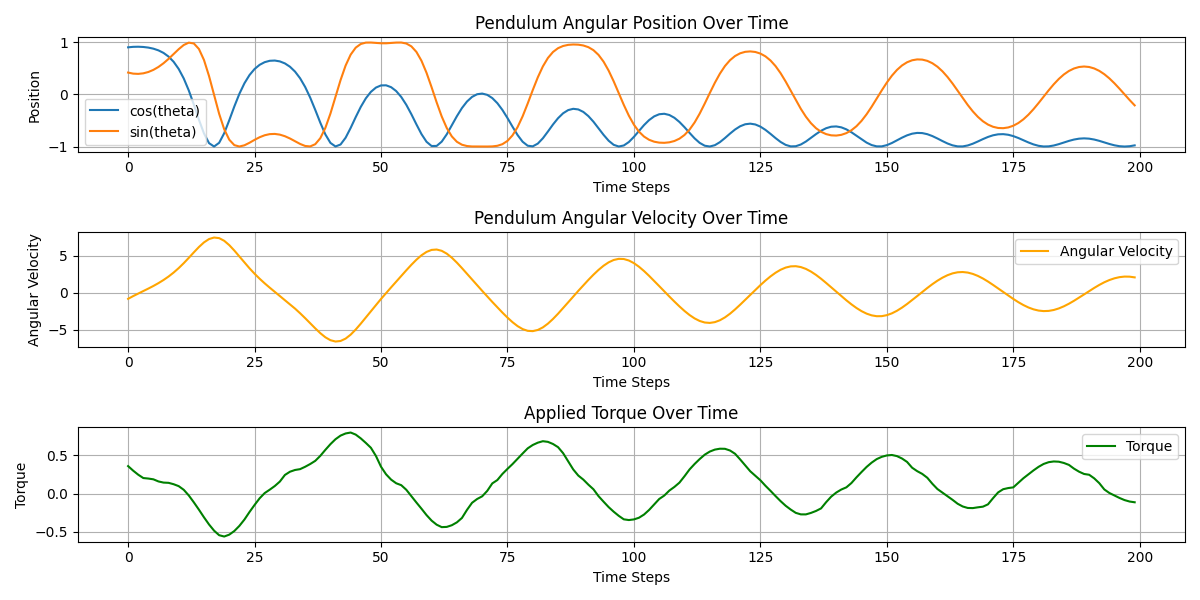 Pendulum Angular Position Over Time
Position
1
0
−1
cos(theta)
sin(theta)
0 25 50 75 100 125 150 175 200
Time Steps
Pendulum Angular Velocity Over Time
Angular Velocity
5
0
−5
Angular Velocity
0 25 50 75 100 125 150 175 200
Time Steps
Applied Torque Over Time
Torque
0.5
0.0
−0.5
Torque
0 25 50 75 100 125 150 175 200
Time Steps